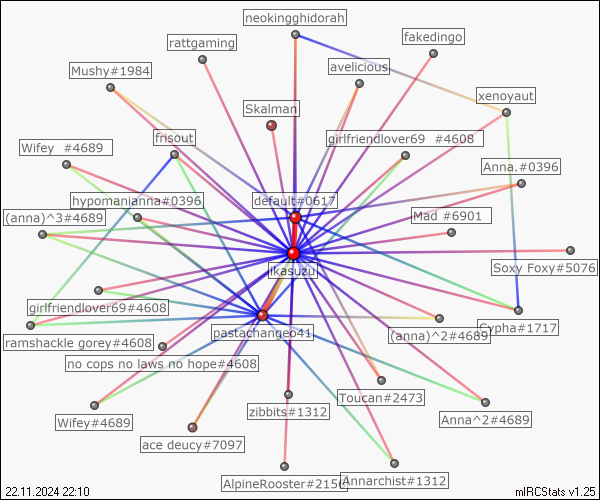 neokingghidorah
rattgaming
fakedingo
avelicious
Mushy#1984
xenoyaut
Skalman
frisout
girlfriendlover69 #4608
Wifey #4689
Anna.#0396
hypomanianna#0396
default#0617
(anna)^3#4689
Mad #6901
ikasuzu
Soxy Foxy#5076
girlfriendlover69#4608
Cypha#1717
pastachangeo41
(anna)^2#4689
ramshackle gorey#4608
no cops no laws no hope#4608
Toucan#2473
zibbits#1312
Wifey#4689
Anna^2#4689
ace deucy#7097
AlpineRooster#2150
Annarchist#1312
22.11.2024 22:10
mIRCStats v1.25